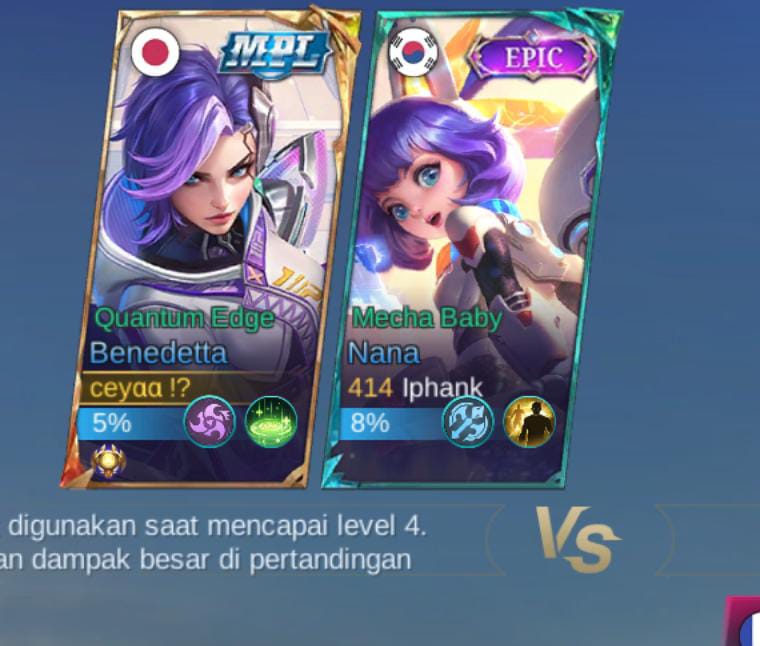 MPL
EPIC
Quantum Edge
Mecha Baby
Benedetta
Nana
ceyaa !?
414 Iphank
5%
8%
digunakan saat mencapai level 4.
an dampak besar di pertandingan
VS